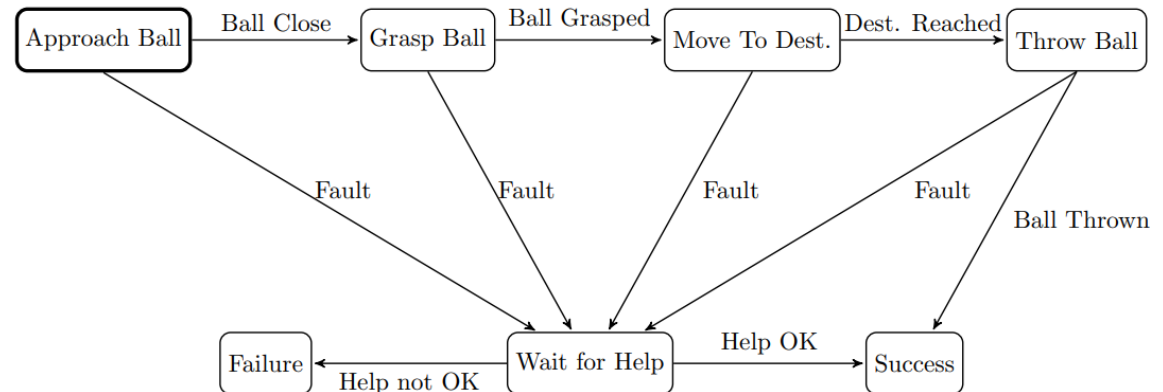 Approach Ball
Ball Close
Grasp Ball
Ball Grasped
Move To Dest.
Dest. Reached
Throw Ball
Fault
Fault
Fault
Fault
Ball Thrown
Failure
Help not OK
Wait for Help
Help OK
Success